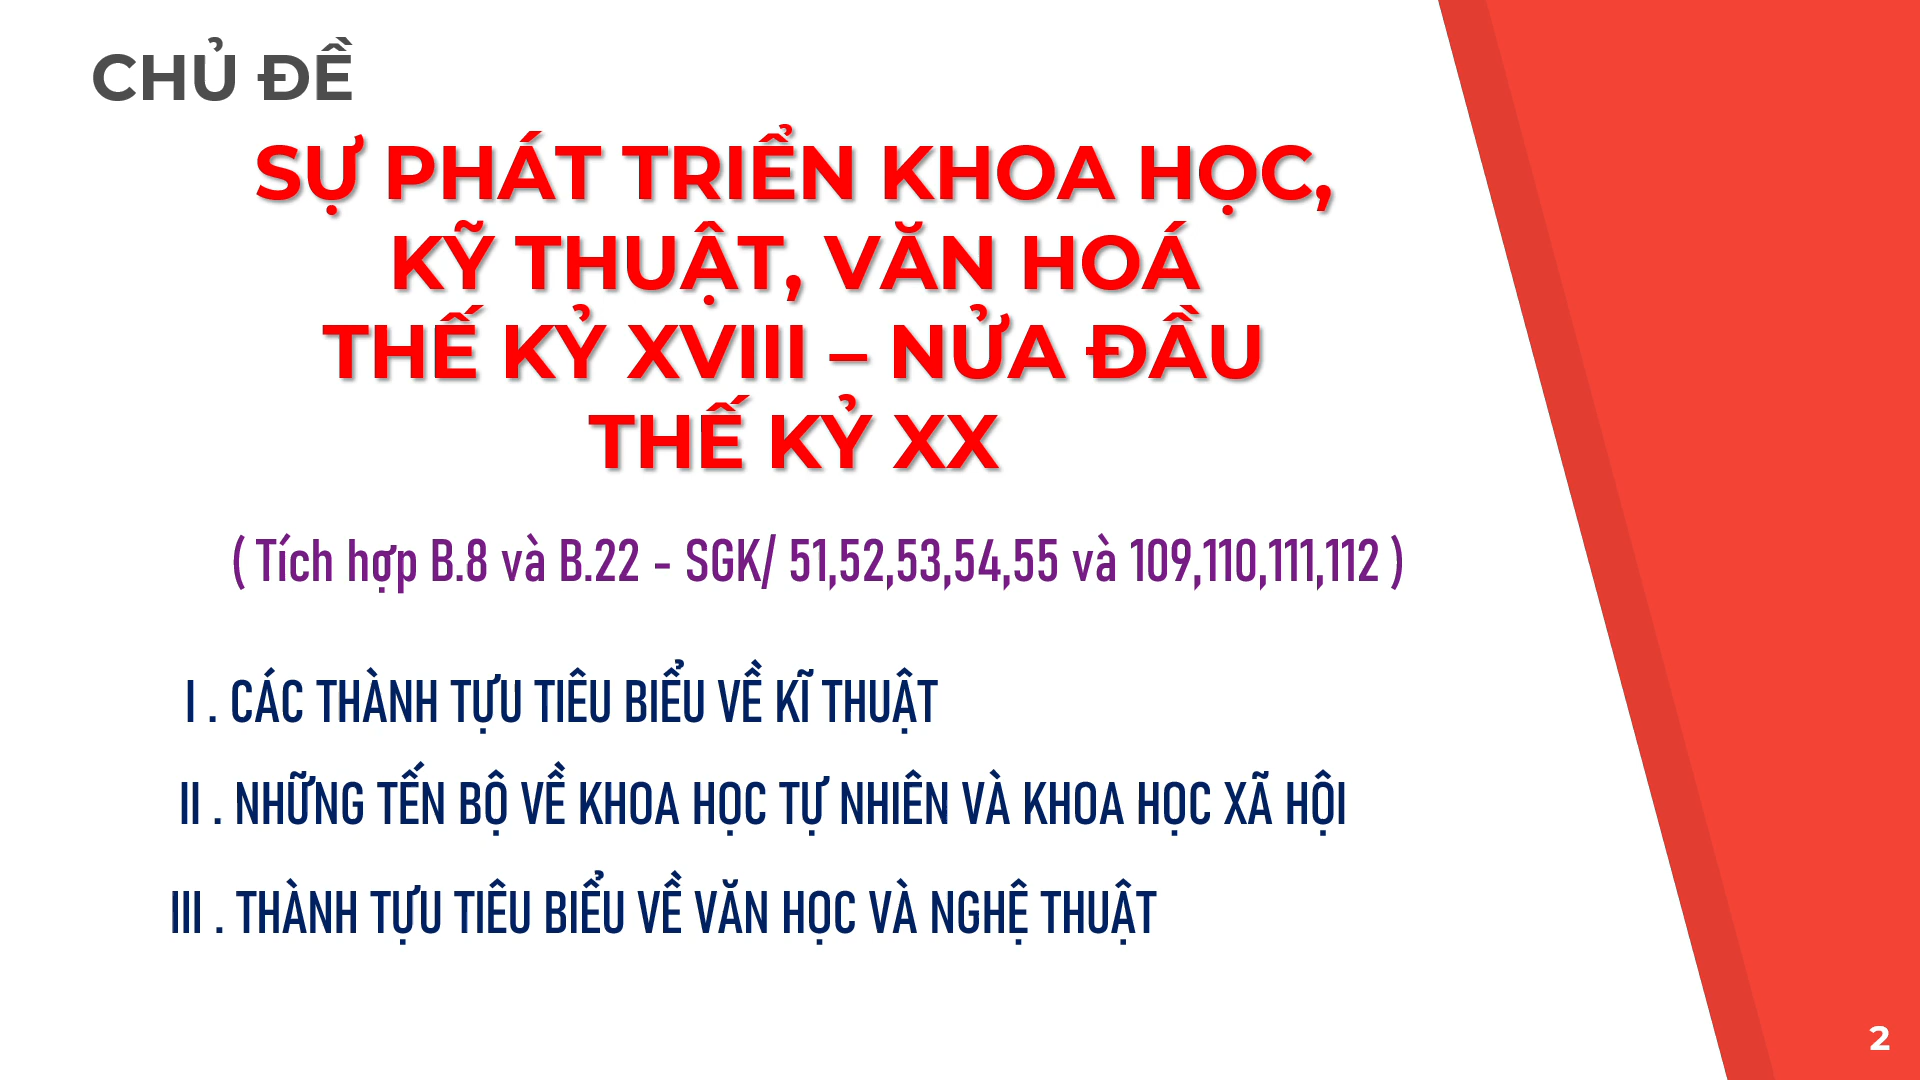 CHỦ ĐỀ
SỰ PHÁT TRIỂN KHOA HỌC,
KỸ THUẬT, VĂN HOÁ
THẾ KỶ XVIII – NỬA ĐẦU
THẾ KỶ XX
( Tích hợp B.8 và B.22 - SGK/ 51,52,53,54,55 và 109,110,111,112 )
I . CÁC THÀNH TỰU TIÊU BIỂU VỀ KĨ THUẬT
II . NHỮNG TẾN BỘ VỀ KHOA HỌC TỰ NHIÊN VÀ KHOA HỌC XÃ HỘI
III . THÀNH TỰU TIÊU BIỂU VỀ VĂN HỌC VÀ NGHỆ THUẬT
2